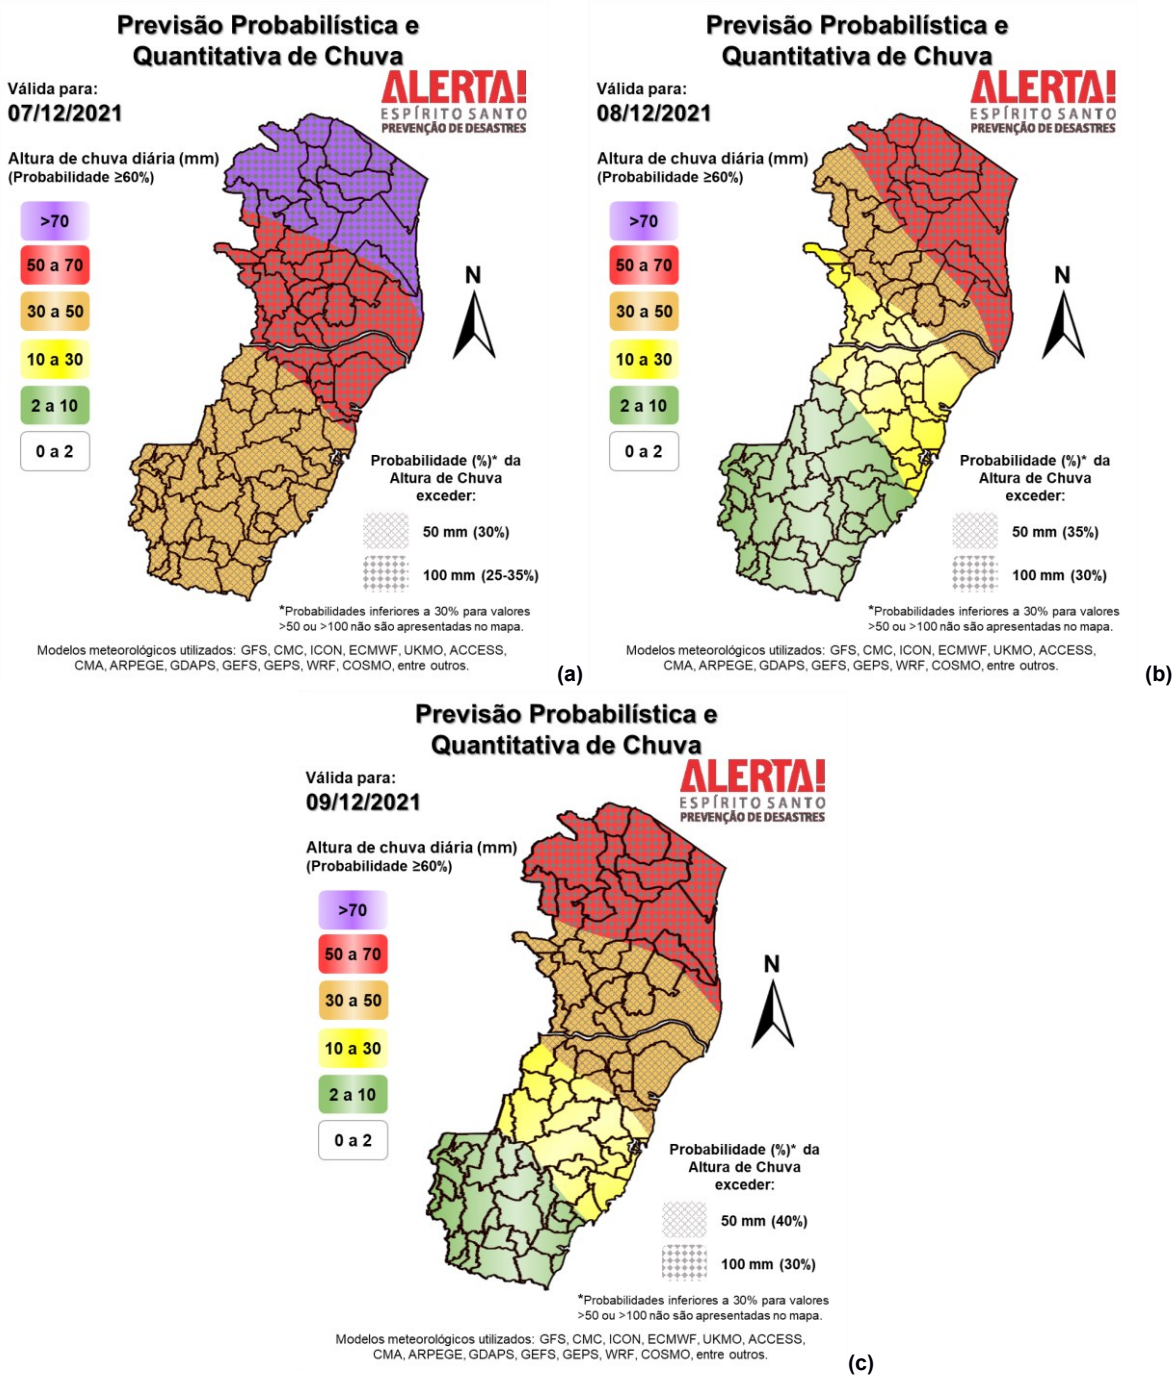 Previsão Probabilística e
Quantitativa de Chuva
Válida para:
07/12/2021
ALERTA!
ESPÍRITO SANTO
PREVENÇÃO DE DESASTRES
Altura de chuva diária (mm)
(Probabilidade ≥60%)
>70
50 a 70
30 a 50
10 a 30
2 a 10
0 a 2
N
Probabilidade (%)* da
Altura de Chuva
exceder:
50 mm (30%)
100 mm (25-35%)
*Probabilidades inferiores a 30% para valores
>50 ou >100 não são apresentadas no mapa.
Modelos meteorológicos utilizados: GFS, CMC, ICON, ECMWF, UKMO, ACCESS,
CMA, ARPEGE, GDAPS, GEFS, GEPS, WRF, COSMO, entre outros.
(a)
Previsão Probabilística e
Quantitativa de Chuva
Válida para:
08/12/2021
ALERTA!
ESPÍRITO SANTO
PREVENÇÃO DE DESASTRES
Altura de chuva diária (mm)
(Probabilidade ≥60%)
>70
50 a 70
30 a 50
10 a 30
2 a 10
0 a 2
N
Probabilidade (%)* da
Altura de Chuva
exceder:
50 mm (35%)
100 mm (30%)
*Probabilidades inferiores a 30% para valores
>50 ou >100 não são apresentadas no mapa.
Modelos meteorológicos utilizados: GFS, CMC, ICON, ECMWF, UKMO, ACCESS,
CMA, ARPEGE, GDAPS, GEFS, GEPS, WRF, COSMO, entre outros.
(b)
Previsão Probabilística e
Quantitativa de Chuva
Válida para:
09/12/2021
ALERTA!
ESPÍRITO SANTO
PREVENÇÃO DE DESASTRES
Altura de chuva diária (mm)
(Probabilidade ≥60%)
>70
50 a 70
30 a 50
10 a 30
2 a 10
0 a 2
N
Probabilidade (%)* da
Altura de Chuva
exceder:
50 mm (40%)
100 mm (30%)
*Probabilidades inferiores a 30% para valores
>50 ou >100 não são apresentadas no mapa.
Modelos meteorológicos utilizados: GFS, CMC, ICON, ECMWF, UKMO, ACCESS,
CMA, ARPEGE, GDAPS, GEFS, GEPS, WRF, COSMO, entre outros.
(c)